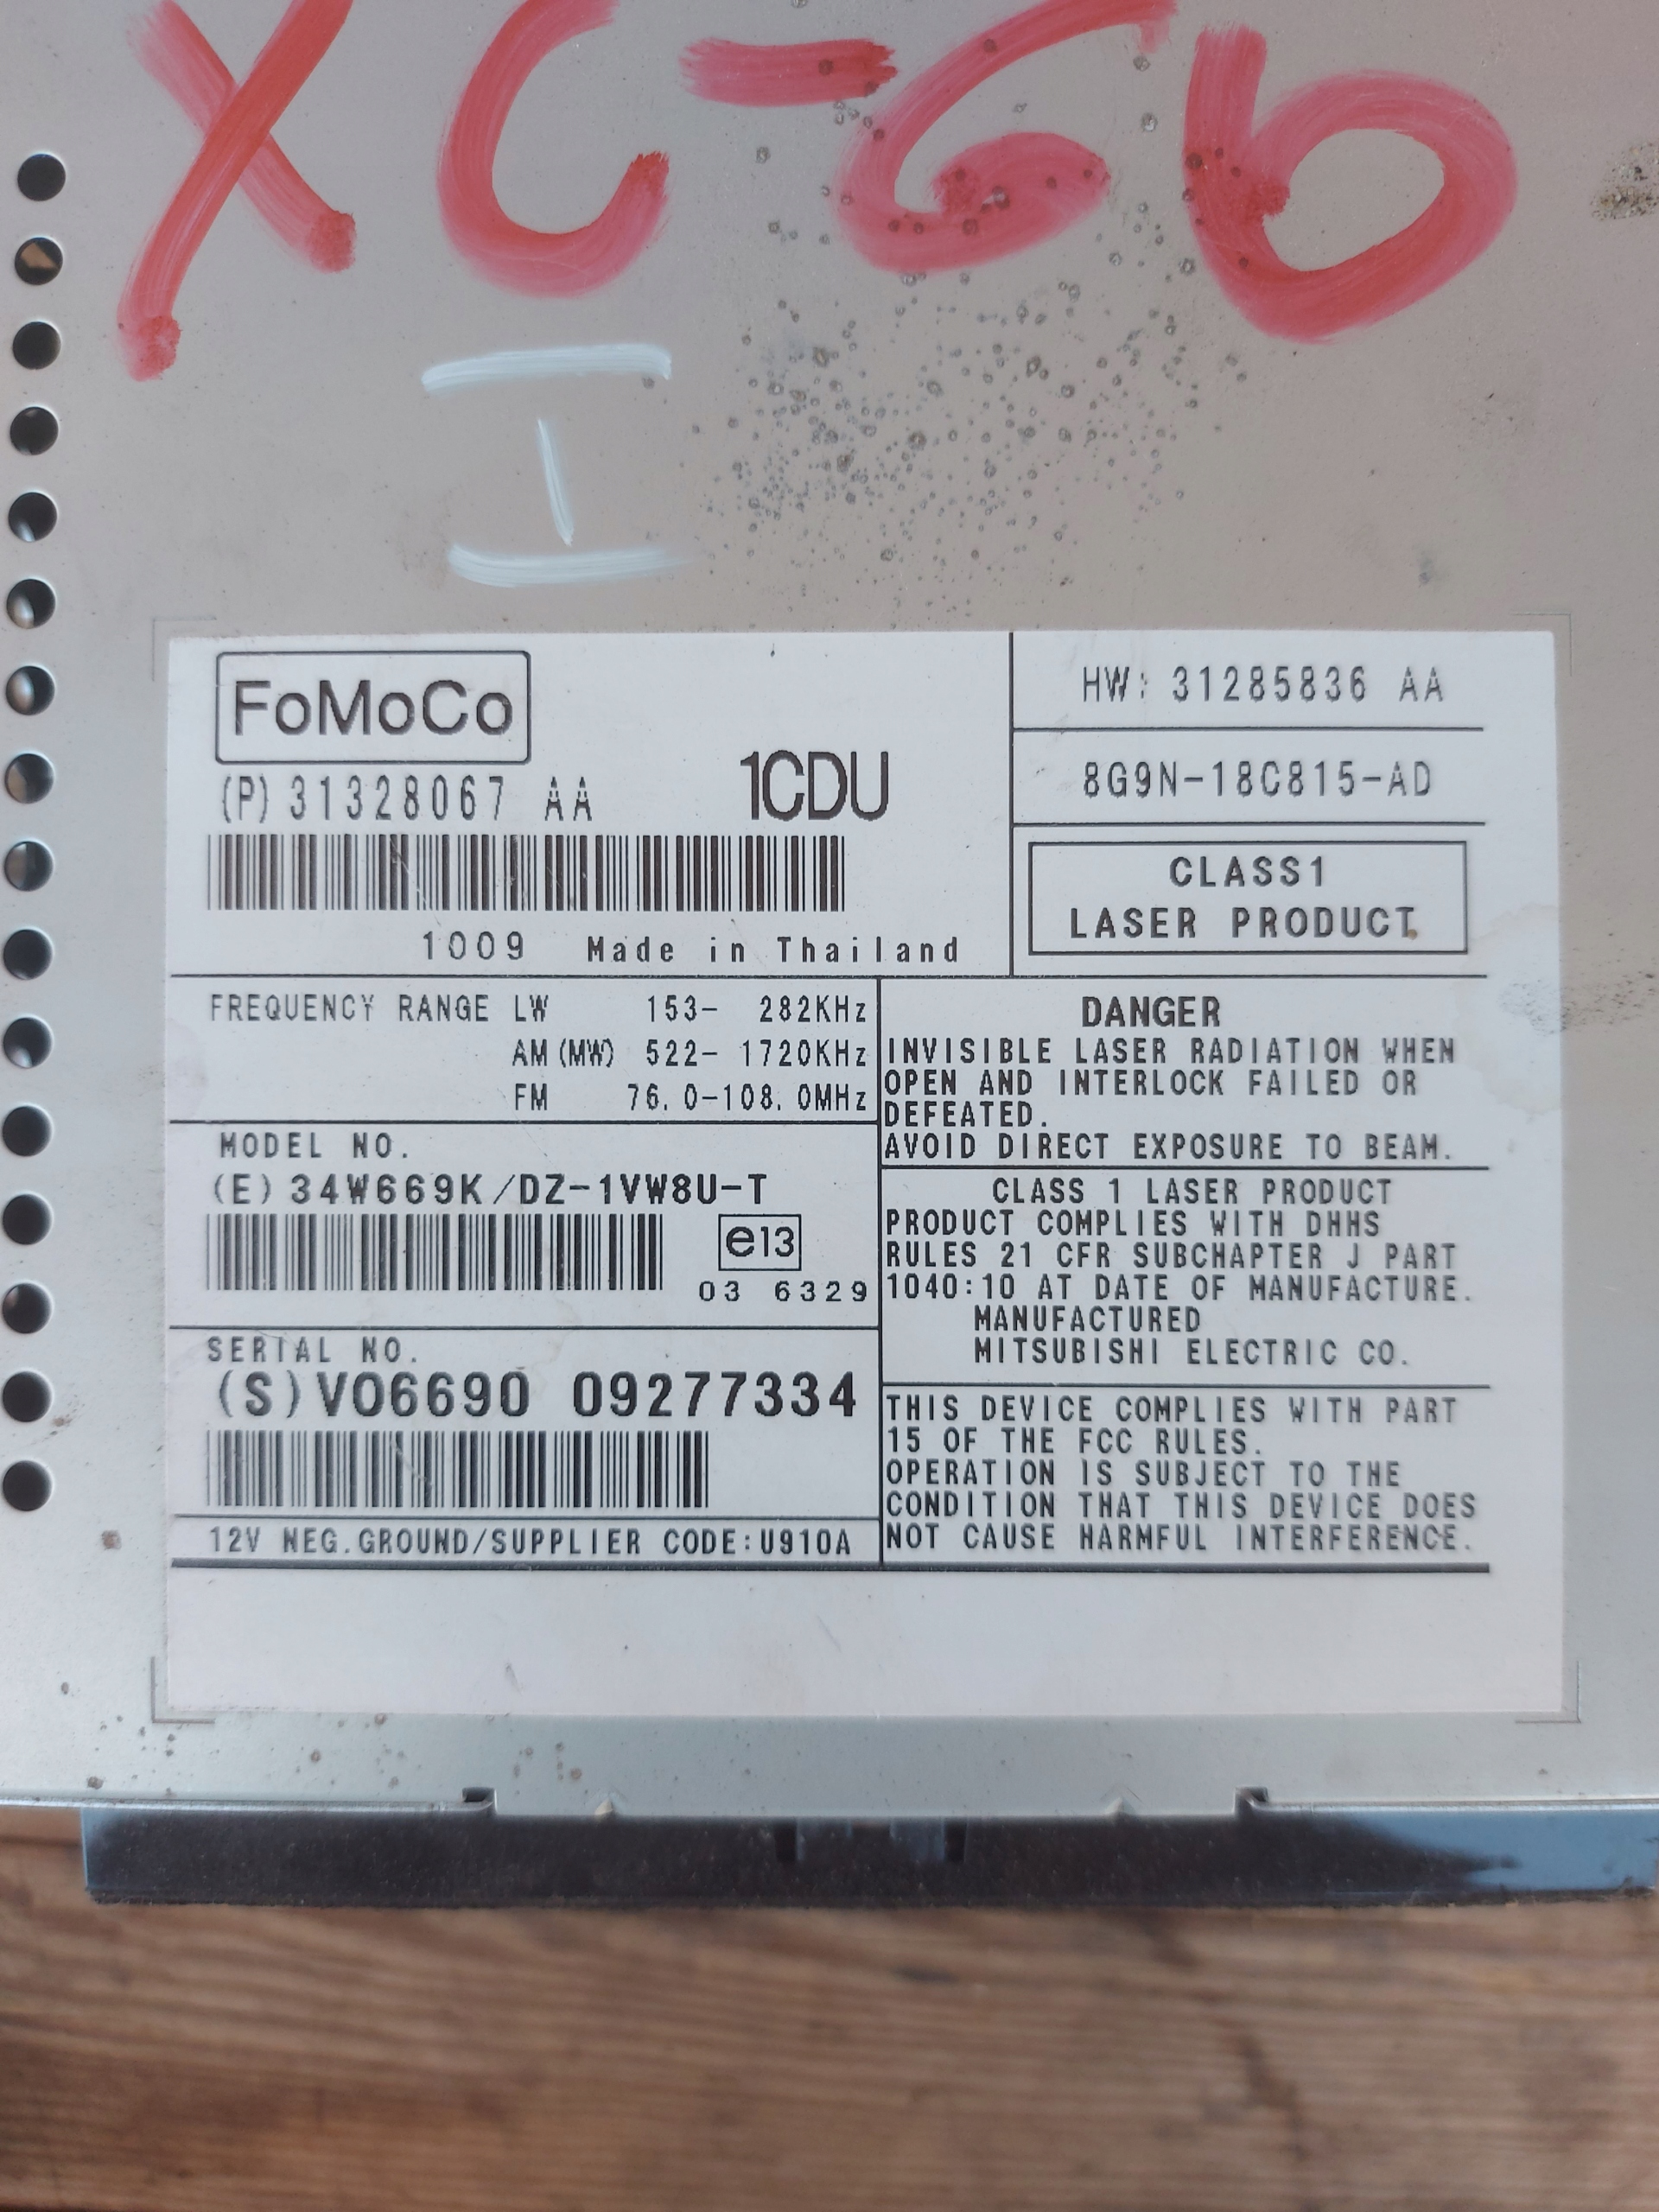 XC-60
I
FoMoCo
(P) 31328067 AA 1CDU
1009 Made in Thailand
HW: 31285836 AA
8G9N-18C815-AD
CLASS1
LASER PRODUCT
FREQUENCY RANGE LW 153- 282KHz
AM (MW) 522- 1720KHz
FM 76.0-108.0MHz
MODEL NO.
(E) 34W669K/DZ-1VW8U-T
e13
03 6329
SERIAL NO.
(S) VO6690 09277334
12V NEG.GROUND/SUPPLIER CODE:U910A
DANGER
INVISIBLE LASER RADIATION WHEN
OPEN AND INTERLOCK FAILED OR
DEFEATED.
AVOID DIRECT EXPOSURE TO BEAM.
CLASS 1 LASER PRODUCT
PRODUCT COMPLIES WITH DHHS
RULES 21 CFR SUBCHAPTER J PART
1040:10 AT DATE OF MANUFACTURE.
MANUFACTURED
MITSUBISHI ELECTRIC CO.
THIS DEVICE COMPLIES WITH PART
15 OF THE FCC RULES.
OPERATION IS SUBJECT TO THE
CONDITION THAT THIS DEVICE DOES
NOT CAUSE HARMFUL INTERFERENCE.